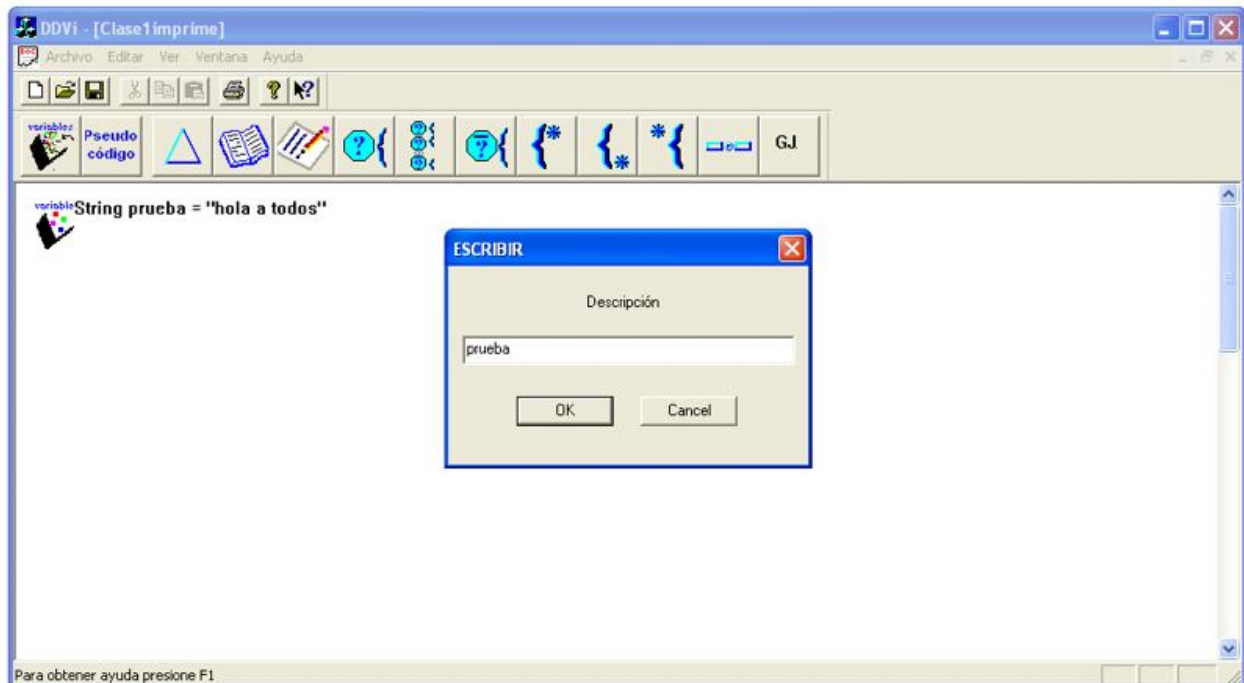 DDVi - [Clase1imprime]
Archivo Editar Ver Ventana Ayuda
variables
Pseudo
código
G.J.
variable
String prueba = "hola a todos"
ESCRIBIR
Descripción
prueba
OK Cancel
Para obtener ayuda presione F1